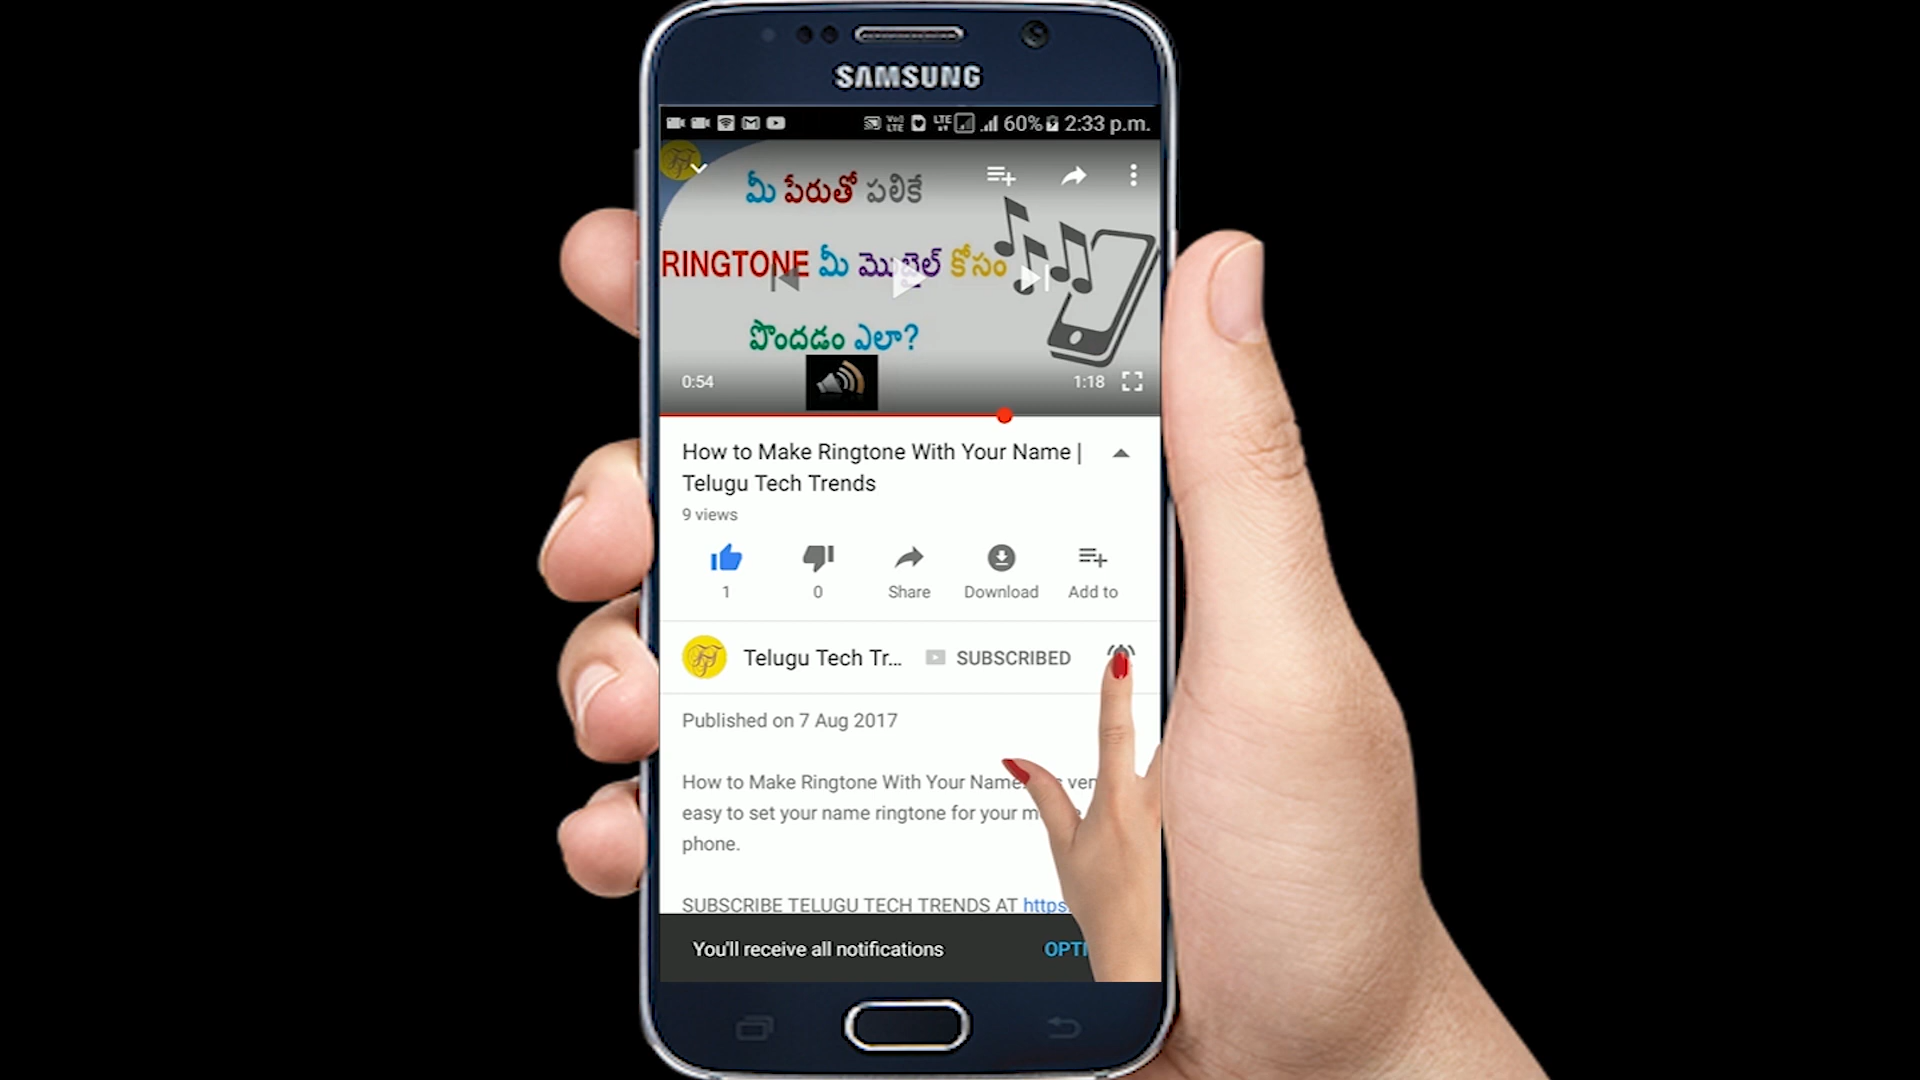 SAMSUNG
Vo) LTE LTE 60% 2:33 p.m.
మీ పేరుతో పలికే
RINGTONE మీ మొబైల్ కోసం
పొందడం ఎలా?
0:54 1:18
How to Make Ringtone With Your Name |
Telugu Tech Trends
9 views
1 0 Share Download Add to
Telugu Tech Tr... SUBSCRIBED
Published on 7 Aug 2017
How to Make Ringtone With Your Name.
easy to set your name ringtone for your
phone.
SUBSCRIBE TELUGU TECH TRENDS AT https:
You'll receive all notifications